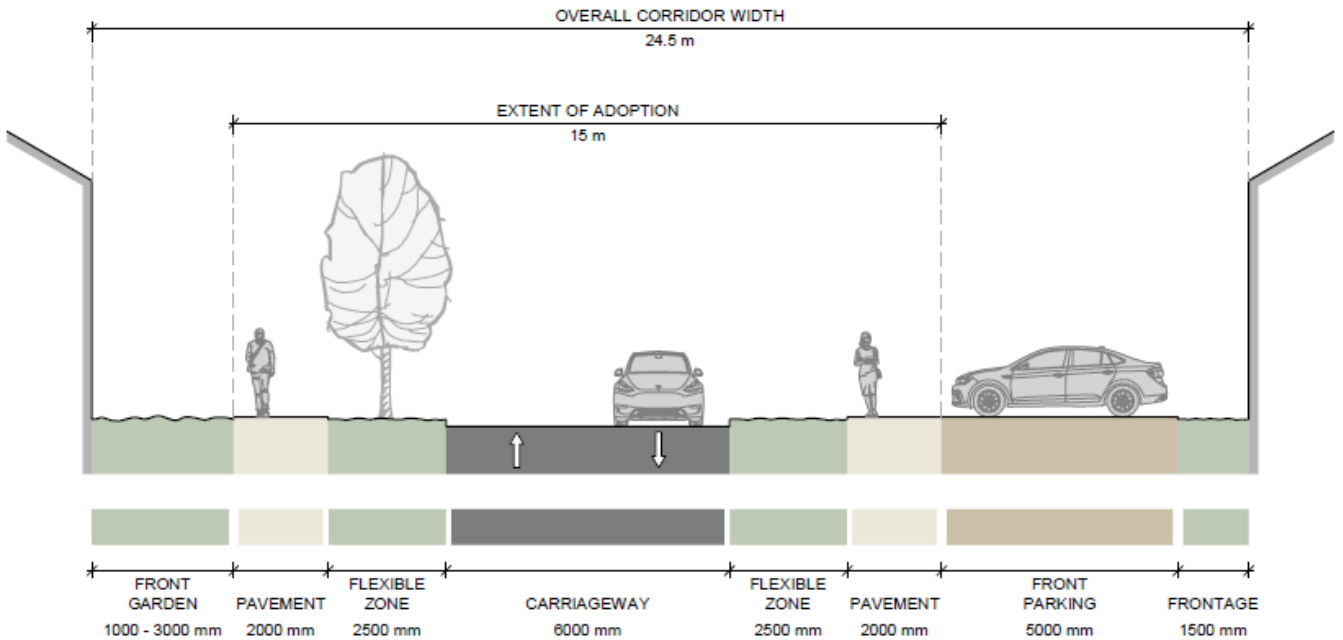 OVERALL CORRIDOR WIDTH
24.5 m
EXTENT OF ADOPTION
15 m
FRONT
GARDEN
1000 - 3000 mm
PAVEMENT
2000 mm
FLEXIBLE
ZONE
2500 mm
CARRIAGEWAY
6000 mm
FLEXIBLE
ZONE
2500 mm
PAVEMENT
2000 mm
FRONT
PARKING
5000 mm
FRONTAGE
1500 mm